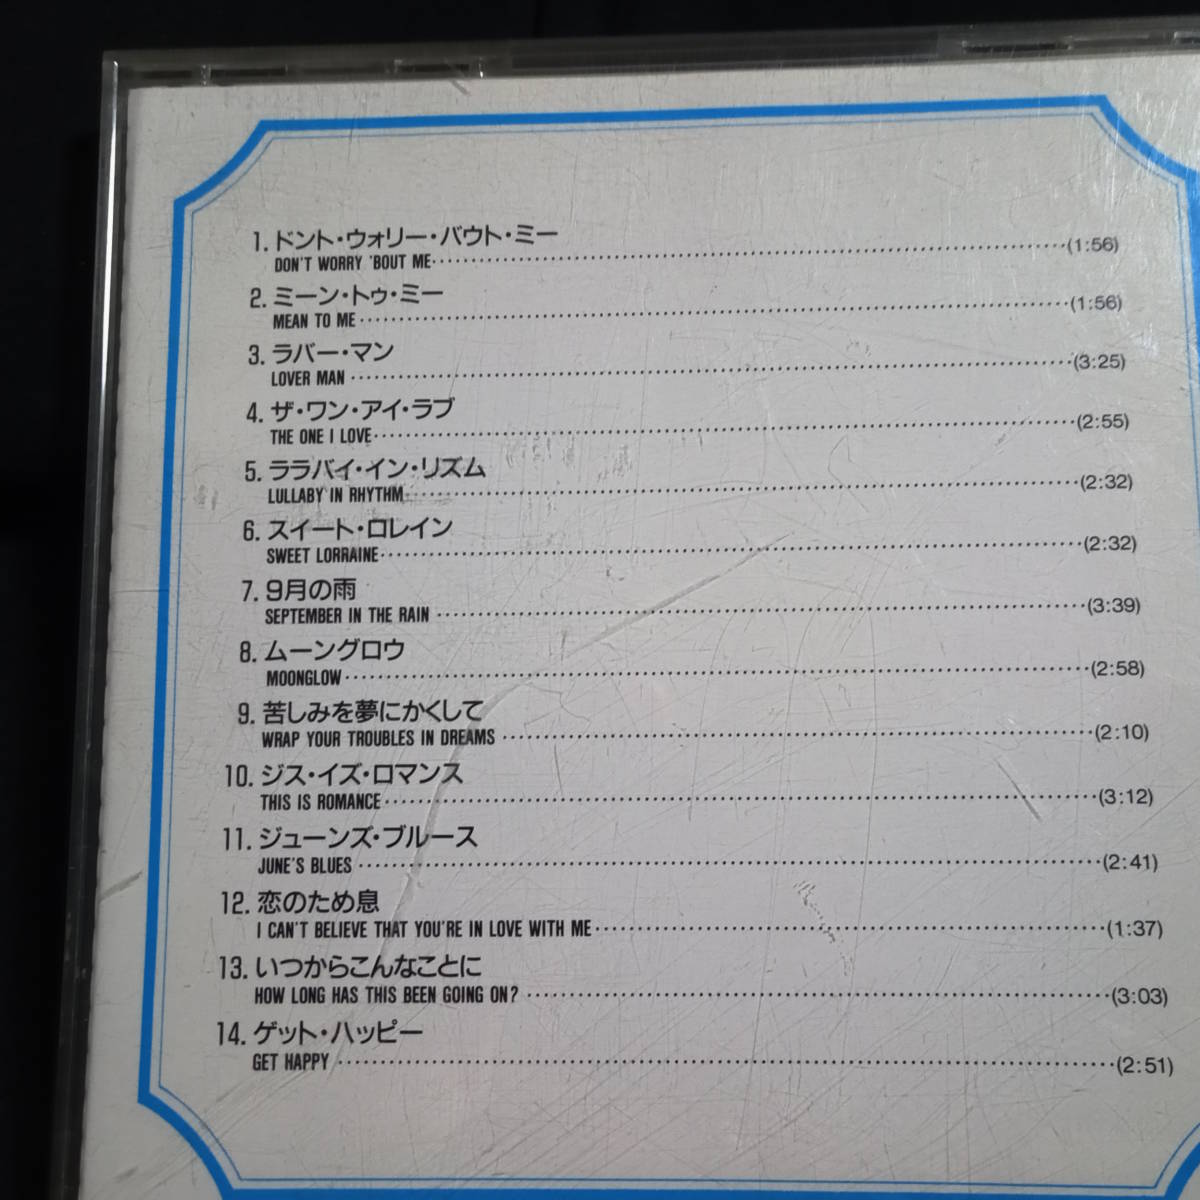 1. ドント・ウォリー・バウト・ミー
DON'T WORRY 'BOUT ME (1:56)
2. ミーン・トゥ・ミー
MEAN TO ME (1:56)
3. ラバー・マン
LOVER MAN (3:25)
4. ザ・ワン・アイ・ラブ
THE ONE I LOVE (2:55)
5. ララバイ・イン・リズム
LULLABY IN RHYTHM (2:32)
6. スイート・ロレイン
SWEET LORRAINE (2:32)
7. 9月の雨
SEPTEMBER IN THE RAIN (3:39)
8. ムーングロウ
MOONGLOW (2:58)
9. 苦しみを夢にかくして
WRAP YOUR TROUBLES IN DREAMS (2:10)
10. ジス・イズ・ロマンス
THIS IS ROMANCE (3:12)
11. ジューンズ・ブルース
JUNE'S BLUES (2:41)
12. 恋のため息
I CAN'T BELIEVE THAT YOU'RE IN LOVE WITH ME (1:37)
13. いつからこんなことに
HOW LONG HAS THIS BEEN GOING ON? (3:03)
14. ゲット・ハッピー
GET HAPPY (2:51)